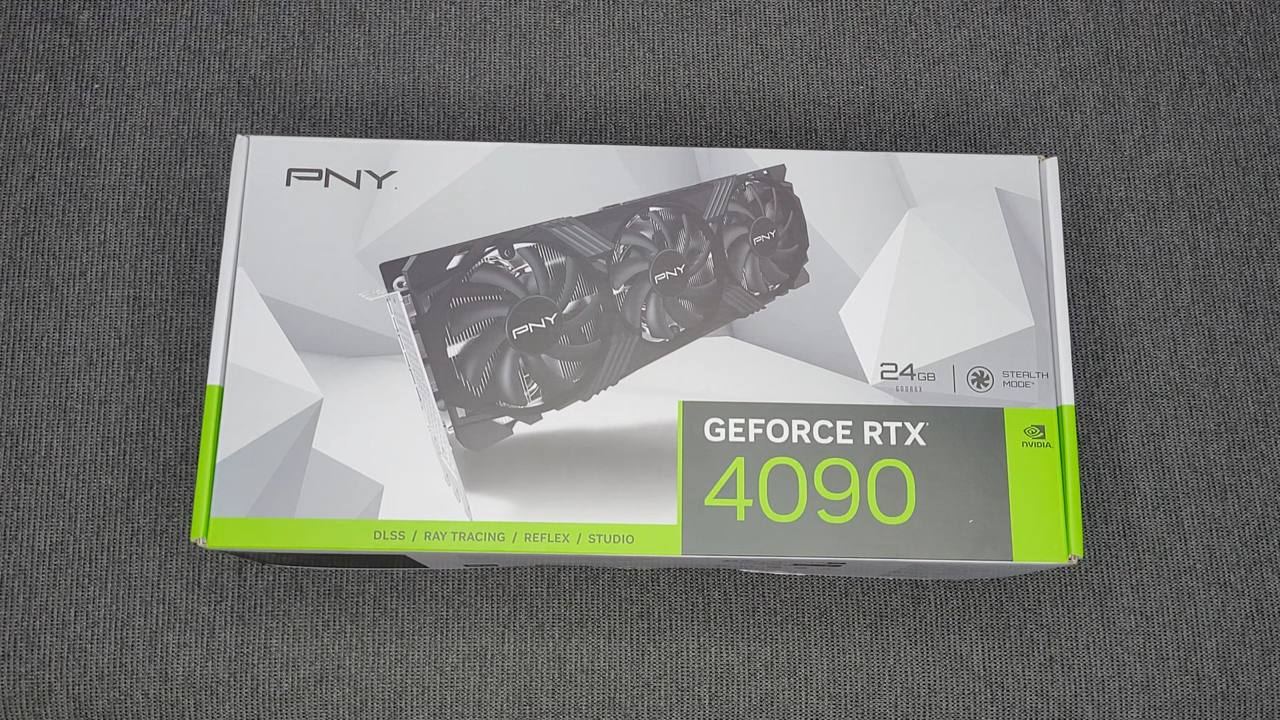 PNY
PNY
PNY
PNY
24GB
GDDR6X
STEALTH
MODE*
GEFORCE RTX
4090
NVIDIA
DLSS / RAY TRACING / REFLEX / STUDIO